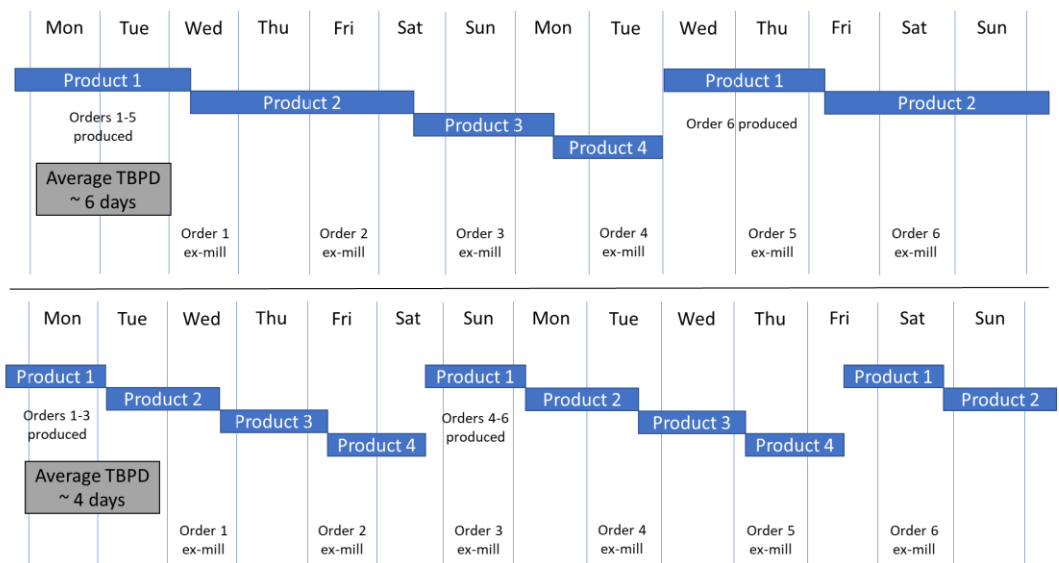 Mon Tue Wed Thu Fri Sat Sun Mon Tue Wed Thu Fri Sat Sun
Product 1 Product 1
Product 2 Product 2
Orders 1-5 Product 3 Order 6 produced
produced
Product 4
Average TBPD
~ 6 days
Order 1 Order 2 Order 3 Order 4 Order 5 Order 6
ex-mill ex-mill ex-mill ex-mill ex-mill ex-mill
Mon Tue Wed Thu Fri Sat Sun Mon Tue Wed Thu Fri Sat Sun
Product 1 Product 1 Product 1
Product 2 Product 2 Product 2
Orders 1-3 Product 3 Orders 4-6 Product 3
produced Product 4 produced Product 4
Average TBPD
~ 4 days
Order 1 Order 2 Order 3 Order 4 Order 5 Order 6
ex-mill ex-mill ex-mill ex-mill ex-mill ex-mill